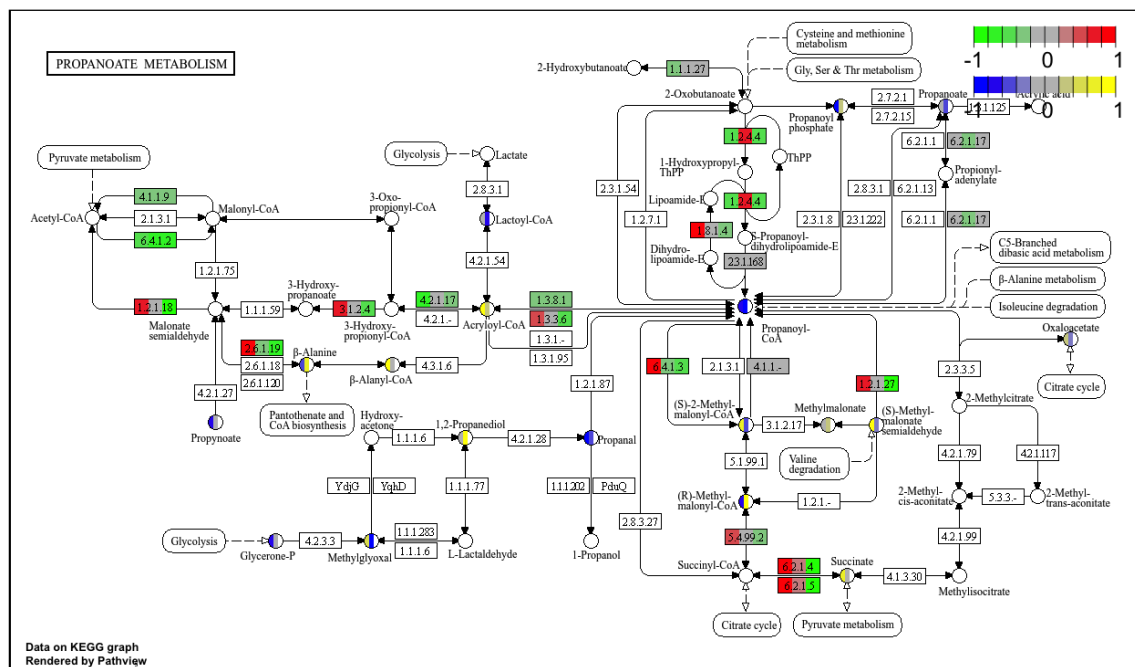 PROPANOATE METABOLISM
-1 0 1
-1 0 1
Cysteine and methionine
metabolism
Gly, Ser & Thr metabolism
2-Hydroxybutanoate
1.1.1.27
2-Oxobutanoate
Propanoyl
phosphate
2.7.2.1
2.7.2.15
Propanoate
Acrylic acid
1.3.1.125
1.2.4.4
1-Hydroxypropyl-
ThPP
ThPP
1.2.4.4
Lipoamide-E
1.8.1.4
Dihydro-
lipoamide-E
S-Propanoyl-
dihydrolipoamide-E
2.3.1.168
2.3.1.54
1.2.7.1
2.3.1.8
2.3.1.222
2.8.3.1
6.2.1.13
6.2.1.1
6.2.1.17
Propionyl-
adenylate
6.2.1.1
6.2.1.17
C5-Branched
dibasic acid metabolism
β-Alanine metabolism
Isoleucine degradation
Propanoyl-
CoA
Pyruvate metabolism
Acetyl-CoA
4.1.1.9
2.1.3.1
6.4.1.2
Malonyl-CoA
3-Oxo-
propionyl-CoA
Glycolysis
Lactate
2.8.3.1
Lactoyl-CoA
4.2.1.54
1.2.1.75
1.2.1.18
Malonate
semialdehyde
1.1.1.59
3-Hydroxy-
propanoate
3.1.2.4
3-Hydroxy-
propionyl-CoA
4.2.1.17
4.2.1.-
Acryloyl-CoA
1.3.8.1
1.3.3.6
1.3.1.-
1.3.1.95
2.6.1.19
2.6.1.18
2.6.1.120
β-Alanine
β-Alanyl-CoA
4.3.1.6
4.2.1.27
Propynoate
Pantothenate and
CoA biosynthesis
Hydroxy-
acetone
1.1.1.6
1,2-Propanediol
4.2.1.28
Propanal
1.2.1.87
YdjG
YqhD
1.1.1.77
1.1.1.202
PduQ
Glycolysis
Glycerone-P
4.2.3.3
Methylglyoxal
1.1.1.283
1.1.1.6
L-Lactaldehyde
1-Propanol
6.4.1.3
2.1.3.1
4.1.1.-
1.2.1.27
(S)-2-Methyl-
malonyl-CoA
3.1.2.17
Methylmalonate
(S)-Methyl-
malonate
semialdehyde
Valine
degradation
5.1.99.1
(R)-Methyl-
malonyl-CoA
1.2.1.-
2.8.3.27
5.4.99.2
Succinyl-CoA
6.2.1.4
6.2.1.5
Succinate
4.1.3.30
Methylisocitrate
Citrate cycle
Pyruvate metabolism
Oxaloacetate
2.3.3.5
Citrate cycle
2-Methylcitrate
4.2.1.79
4.2.1.117
2-Methyl-
cis-aconitate
5.3.3.-
2-Methyl-
trans-aconitate
4.2.1.99
Data on KEGG graph
Rendered by Pathview